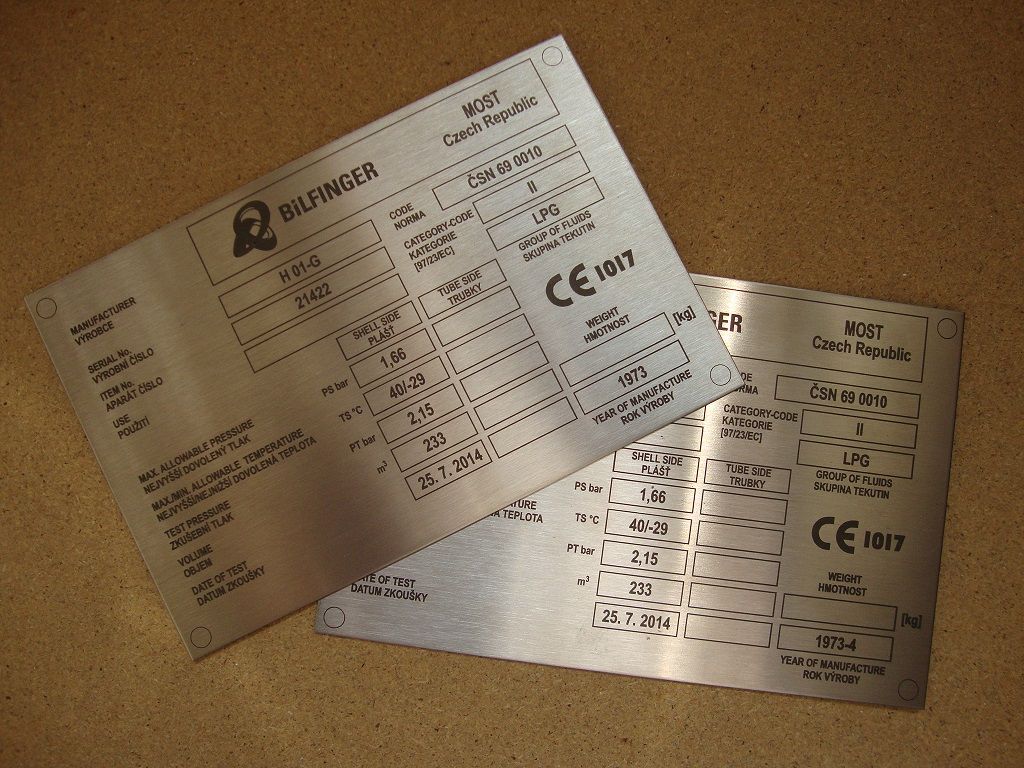 BiLFINGER
MOST
Czech Republic
MANUFACTURER
VÝROBCE
H 01-G
CODE
NORMA
ČSN 69 0010
SERIAL No.
VÝROBNÍ ČÍSLO
21422
CATEGORY-CODE
KATEGORIE
[97/23/EC]
II
ITEM No.
APARÁT ČÍSLO
LPG
GROUP OF FLUIDS
SKUPINA TEKUTIN
USE
POUŽITÍ
SHELL SIDE
PLÁŠŤ
TUBE SIDE
TRUBKY
CE 1017
MAX. ALLOWABLE PRESSURE
NEJVYŠŠÍ DOVOLENÝ TLAK
PS bar
1,66
MAX./MIN. ALLOWABLE TEMPERATURE
NEJVYŠŠÍ/NEJNIŽŠÍ DOVOLENÁ TEPLOTA
TS °C
40/-29
WEIGHT
HMOTNOST
[kg]
TEST PRESSURE
ZKUŠEBNÍ TLAK
PT bar
2,15
VOLUME
OBJEM
m³
233
1973
YEAR OF MANUFACTURE
ROK VÝROBY
DATE OF TEST
DATUM ZKOUŠKY
25. 7. 2014
GER
MOST
Czech Republic
RMA
ČSN 69 0010
CATEGORY-CODE
KATEGORIE
[97/23/EC]
II
LPG
GROUP OF FLUIDS
SKUPINA TEKUTIN
SHELL SIDE
PLÁŠŤ
TUBE SIDE
TRUBKY
PS bar
1,66
ATURE
TEPLOTA
TS °C
40/-29
CE 1017
PT bar
2,15
m³
233
WEIGHT
HMOTNOST
[kg]
DATE OF TEST
DATUM ZKOUŠKY
25. 7. 2014
1973-4
YEAR OF MANUFACTURE
ROK VÝROBY